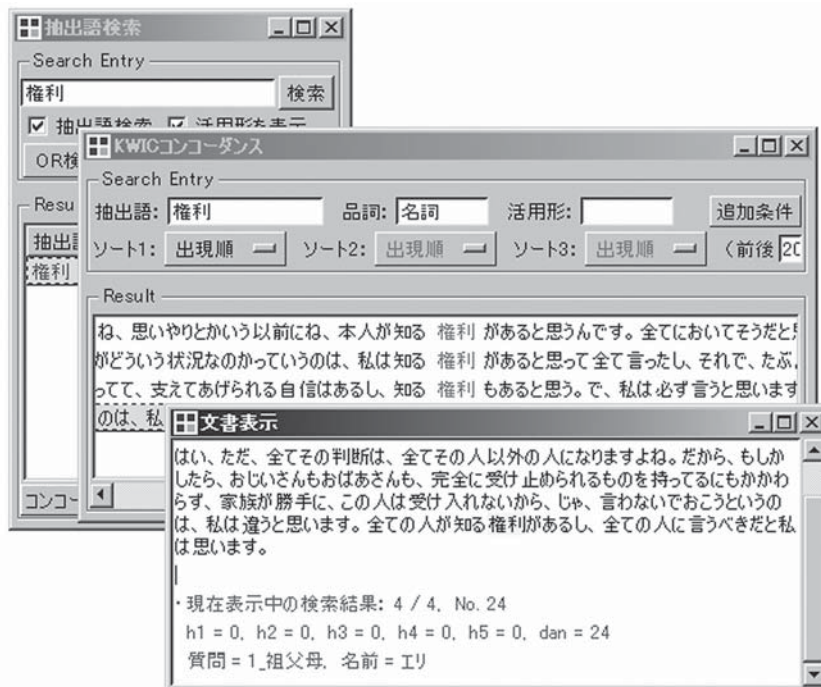 抽出語検索
Search Entry
権利
検索
抽出語検索 活用形を表示
OR検
Resu
抽出
権利
コンコー
KWICコンコーダンス
Search Entry
抽出語: 権利 品詞: 名詞 活用形: 追加条件
ソート1: 出現順 ソート2: 出現順 ソート3: 出現順 (前後 20
Result
ね、思いやりとかいう以前にね、本人が知る 権利 があると思うんです。全てにおいてそうだと
がどういう状況なのかっていうのは、私は知る 権利 があると思って全て言ったし、それで、たぶ
ってて、支えてあげられる自信はあるし、知る 権利 もあると思う。で、私は必ず言うと思います
のは、私
文書表示
はい、ただ、全てその判断は、全てその人以外の人になりますよね。だから、もしか
したら、おじいさんもおばあさんも、完全に受け止められるものを持ってるにもかかわ
らず、家族が勝手に、この人は受け入れないから、じゃ、言わないでおこうというの
は、私は違うと思います。全ての人が知る権利があるし、全ての人に言うべきだと私
は思います。
・現在表示中の検索結果: 4 / 4, No. 24
h1 = 0, h2 = 0, h3 = 0, h4 = 0, h5 = 0, dan = 24
質問 = 1_祖父母, 名前 = エリ